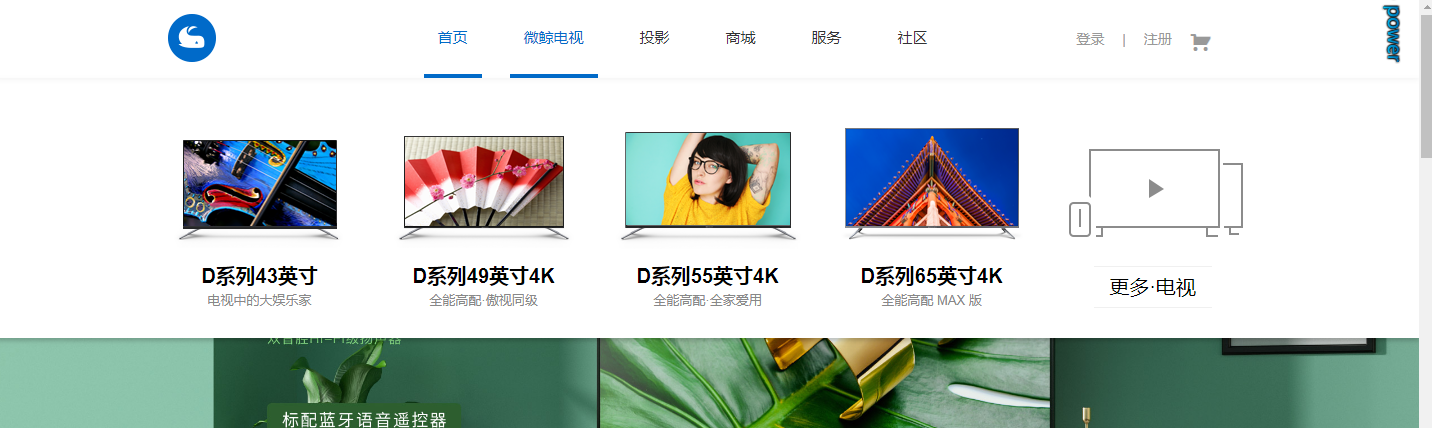 首页 微鲸电视 投影 商城 服务 社区 登录 | 注册
power
D系列43英寸 D系列49英寸4K D系列55英寸4K D系列65英寸4K
电视中的大娱乐家 全能高配·傲视同级 全能高配·全家爱用 全能高配 MAX 版
更多·电视
标配蓝牙语音遥控器